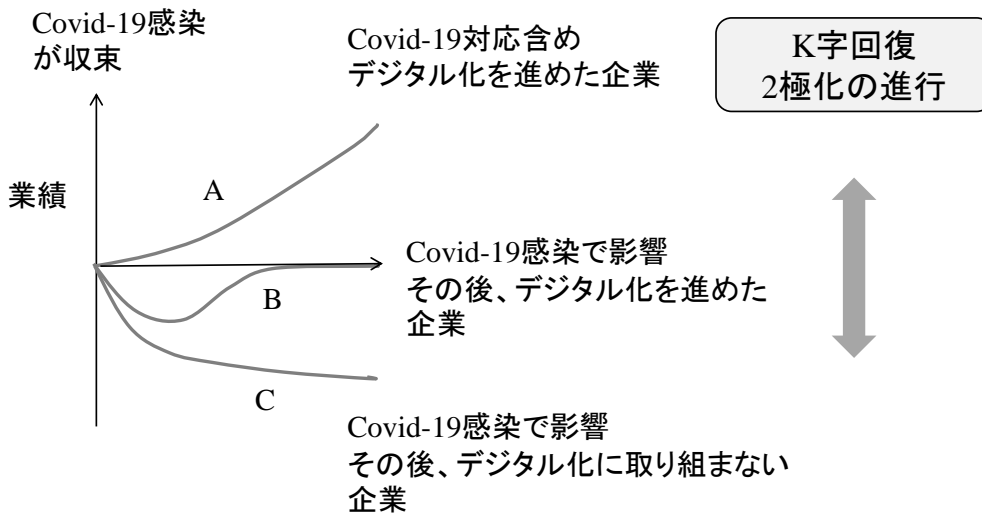 Covid-19感染
が収束
Covid-19対応含め
デジタル化を進めた企業
K字回復
2極化の進行
業績
A
Covid-19感染で影響
その後、デジタル化を進めた
企業
B
C
Covid-19感染で影響
その後、デジタル化に取り組まない
企業